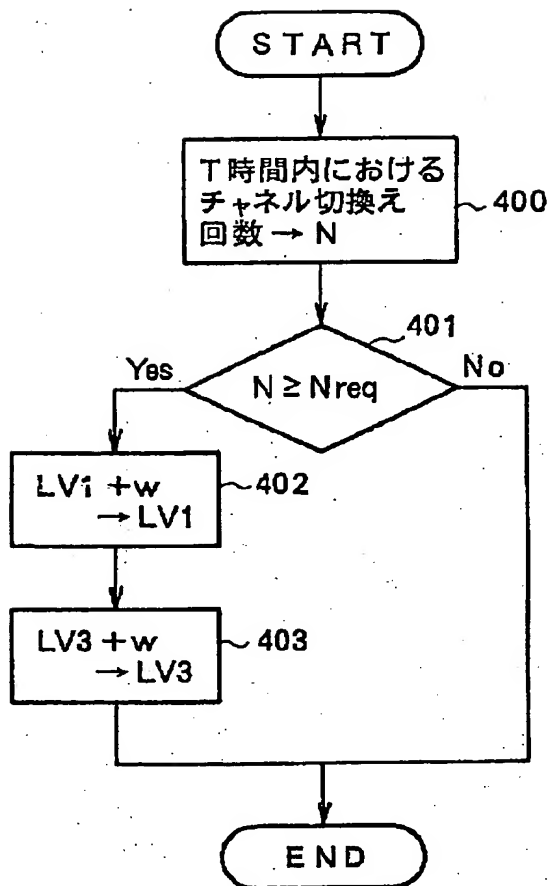 START
T時間内における
チャネル切換え
回数 → N
400
401
Yes
No
N ≥ Nreq
LV1 +w
→ LV1
402
LV3 +w
→ LV3
403
END